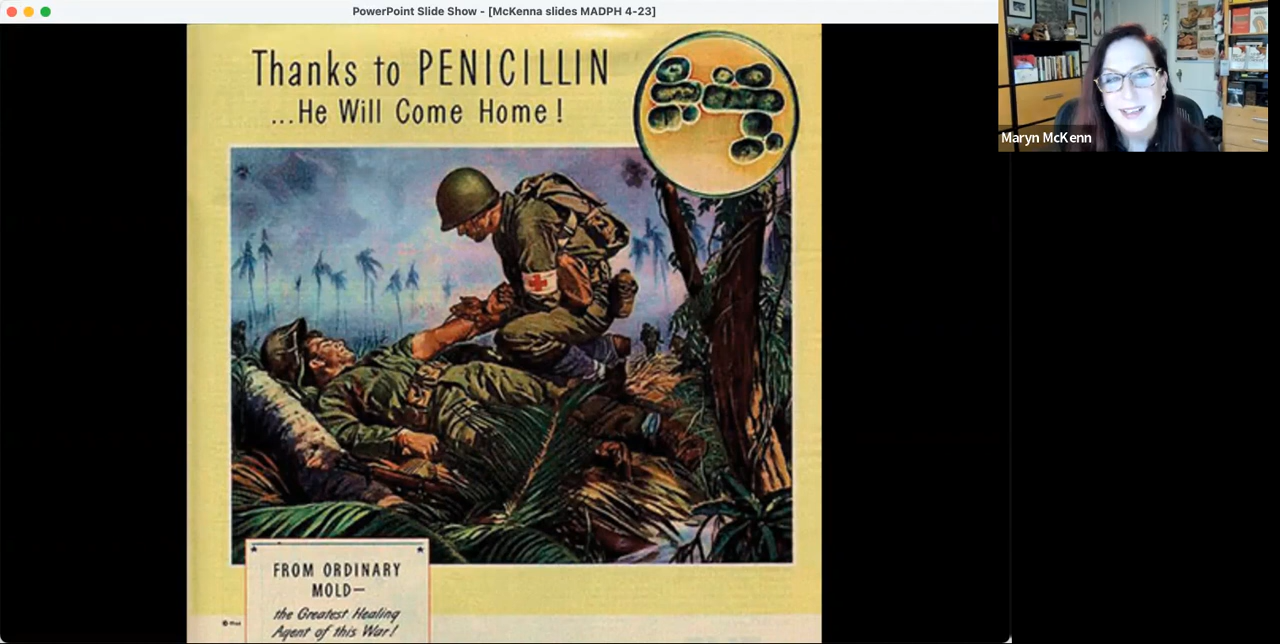 PowerPoint Slide Show - [McKenna slides MADPH 4-23]
Thanks to PENICILLIN
...He Will Come Home!
Maryn McKenn
FROM ORDINARY
MOLD—
the Greatest Healing
Agent of this War!